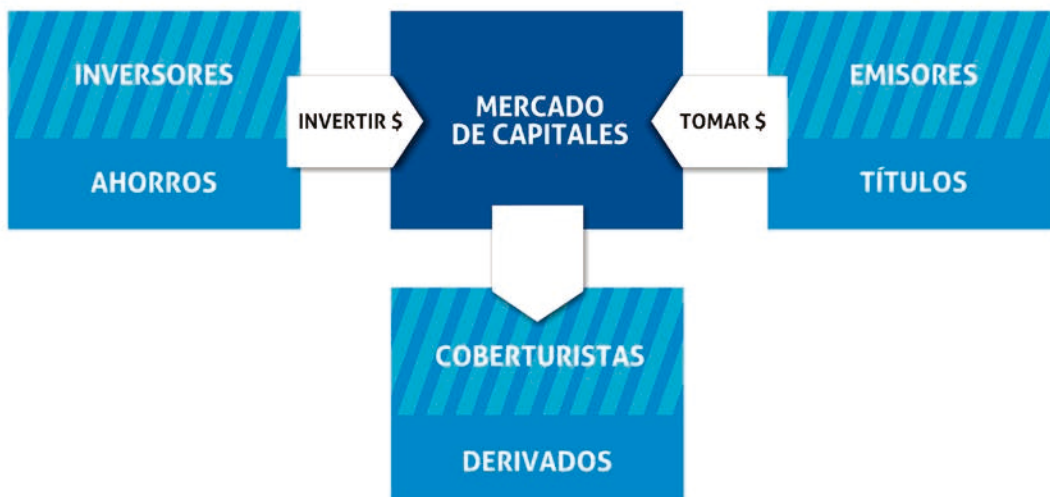 INVERSORES
AHORROS
INVERTIR $
MERCADO
DE CAPITALES
TOMAR $
EMISORES
TÍTULOS
COBERTURISTAS
DERIVADOS